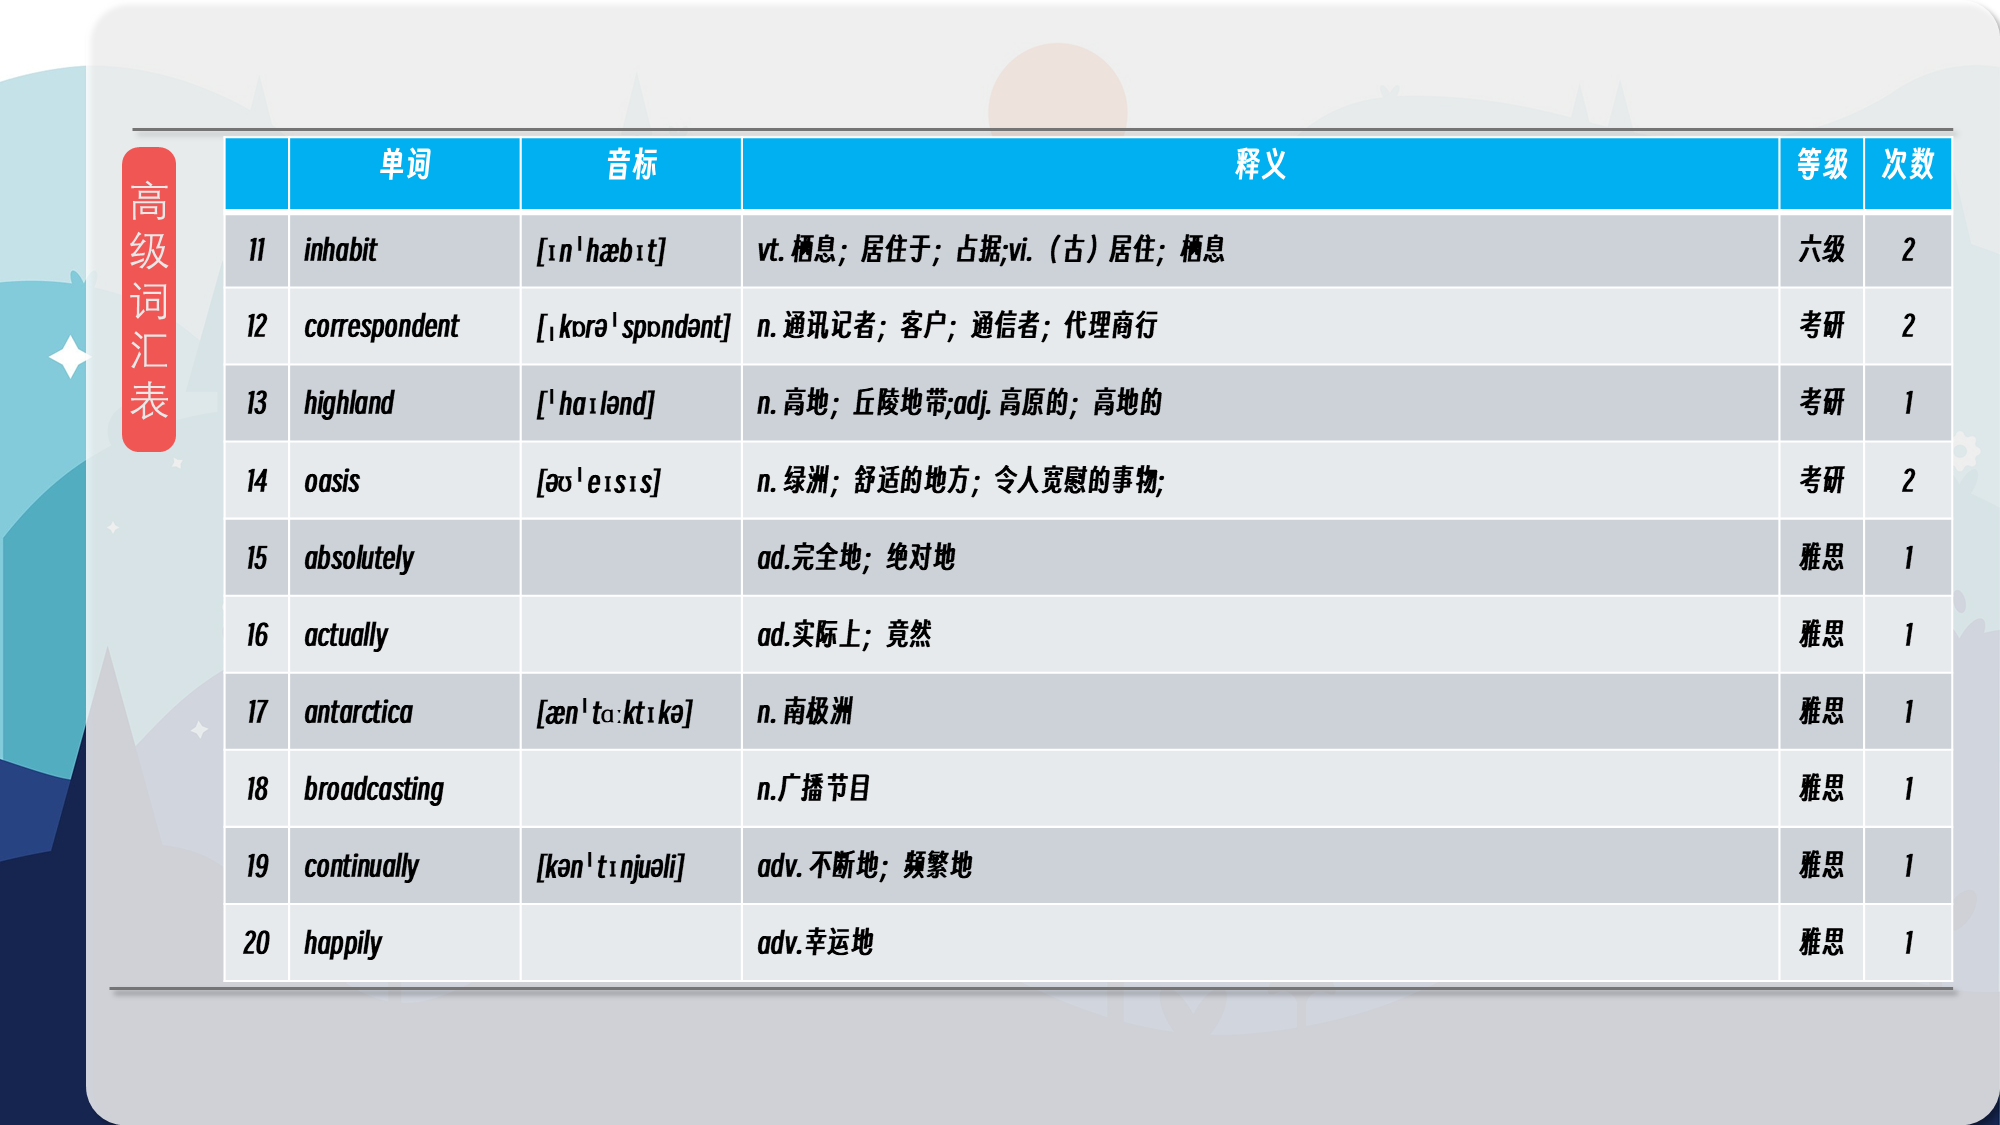 高级词汇表
单词 音标 释义 等级 次数
11 inhabit [ɪnˈhæbɪt] vt. 栖息；居住于；占据;vi.（古）居住；栖息 六级 2
12 correspondent [ˌkɒrəˈspɒndənt] n. 通讯记者；客户；通信者；代理商行 考研 2
13 highland [ˈhaɪlənd] n. 高地；丘陵地带;adj. 高原的；高地的 考研 1
14 oasis [əʊˈeɪsɪs] n. 绿洲；舒适的地方；令人宽慰的事物; 考研 2
15 absolutely ad.完全地；绝对地 雅思 1
16 actually ad.实际上；竟然 雅思 1
17 antarctica [ænˈtɑːktɪkə] n. 南极洲 雅思 1
18 broadcasting n.广播节目 雅思 1
19 continually [kənˈtɪnjuəli] adv. 不断地；频繁地 雅思 1
20 happily adv.幸运地 雅思 1